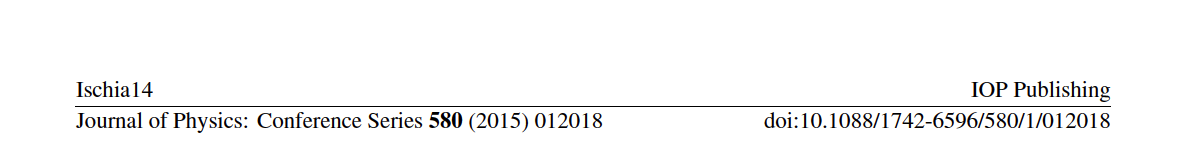 Ischia14 IOP Publishing
Journal of Physics: Conference Series 580 (2015) 012018 doi:10.1088/1742-6596/580/1/012018